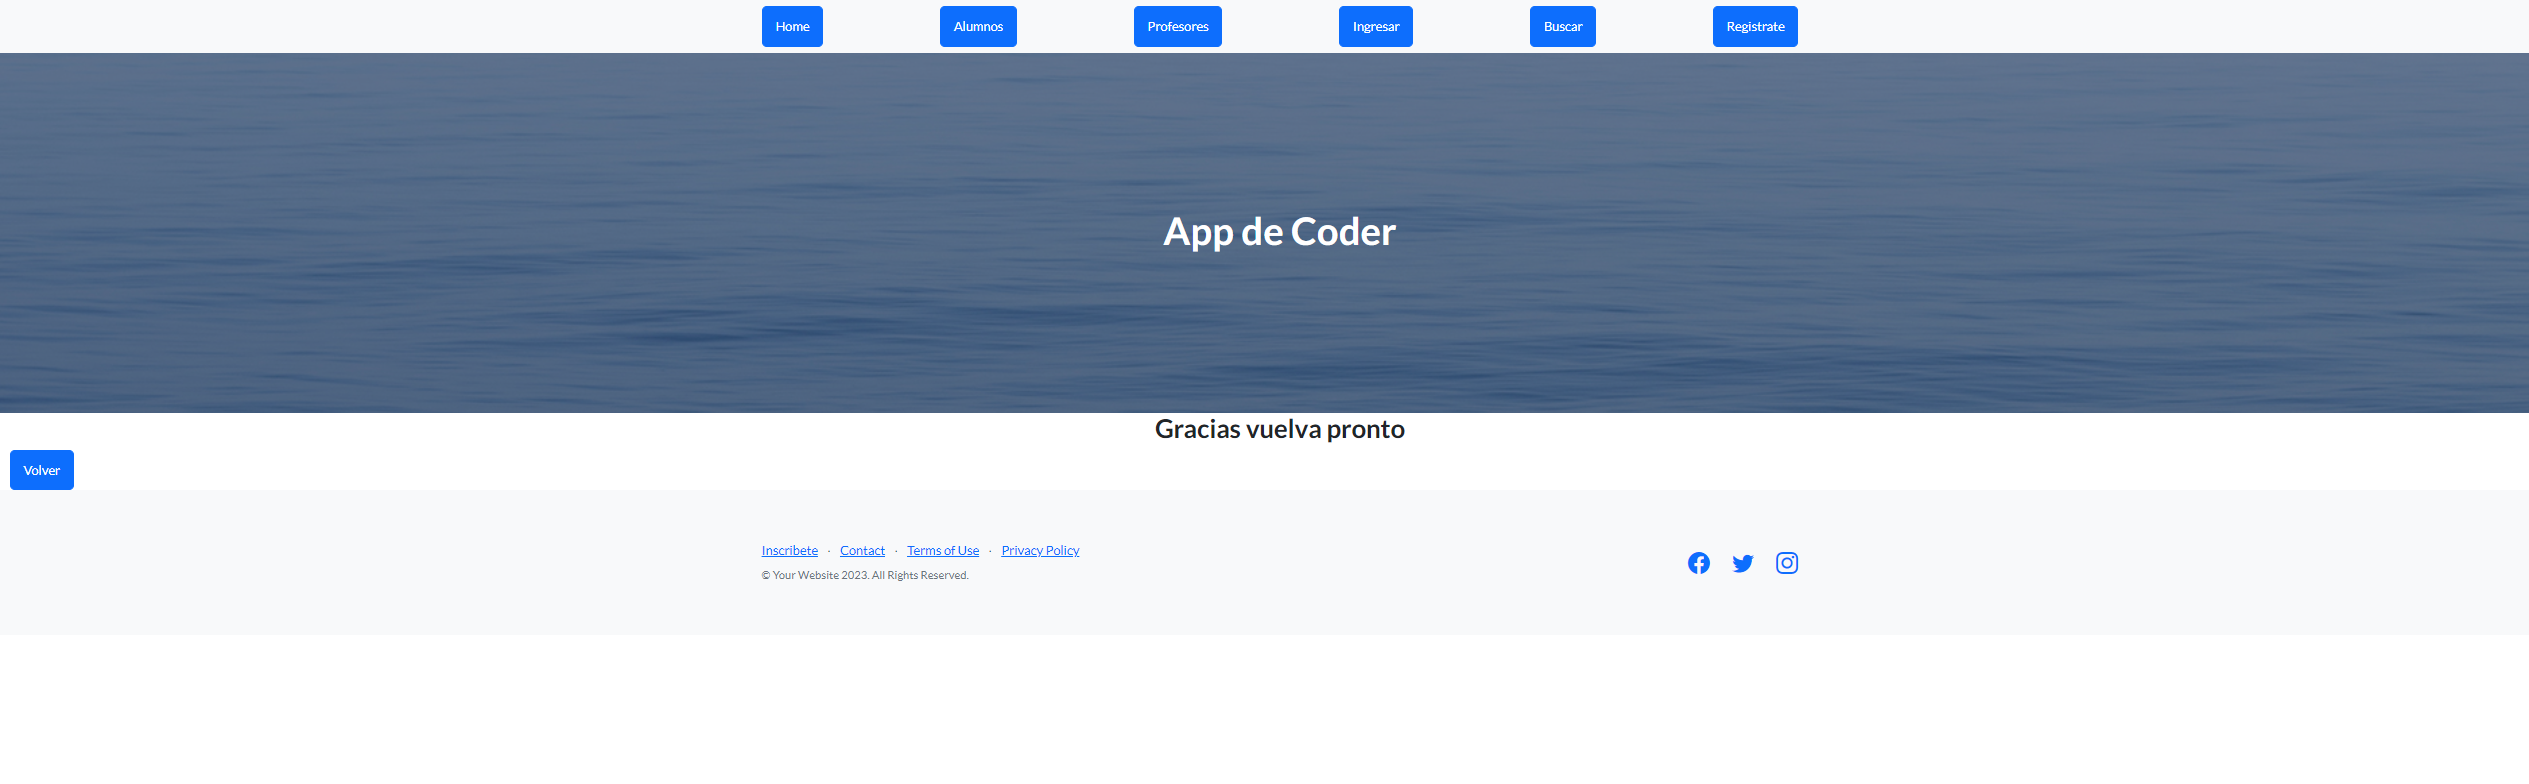 Home Alumnos Profesores Ingresar Buscar Registrate
App de Coder
Gracias vuelva pronto
Volver
Inscribete · Contact · Terms of Use · Privacy Policy
© Your Website 2023. All Rights Reserved.